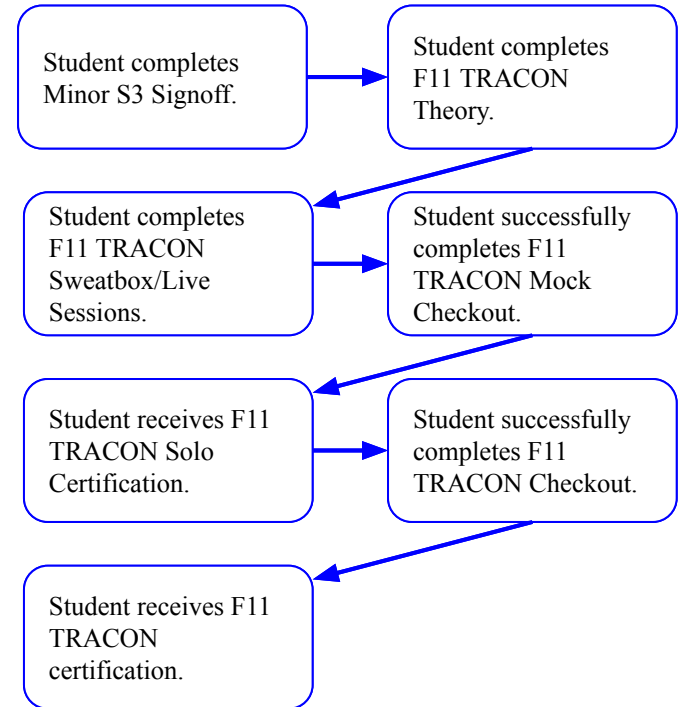 Student completes
Minor S3 Signoff.
Student completes
F11 TRACON
Theory.
Student completes
F11 TRACON
Sweatbox/Live
Sessions.
Student successfully
completes F11
TRACON Mock
Checkout.
Student receives F11
TRACON Solo
Certification.
Student successfully
completes F11
TRACON Checkout.
Student receives F11
TRACON
certification.